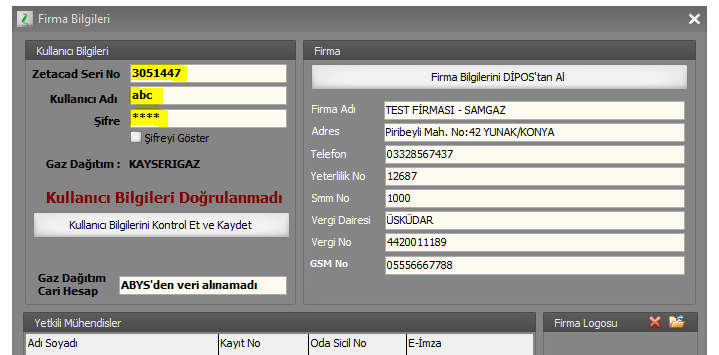 Firma Bilgileri
Kullanıcı Bilgileri
Zetacad Seri No 3051447
Kullanıcı Adı abc
Şifre ****
Şifreyi Göster
Gaz Dağıtım : KAYSERIGAZ
Kullanıcı Bilgileri Doğrulanmadı
Kullanıcı Bilgilerini Kontrol Et ve Kaydet
Gaz Dağıtım
Cari Hesap
ABYS'den veri alınamadı
Firma
Firma Bilgilerini DİPOS'tan Al
Firma Adı TEST FİRMASI - SAMGAZ
Adres Piribeyli Mah. No:42 YUNAK/KONYA
Telefon 03328567437
Yeterlilik No 12687
Smm No 1000
Vergi Dairesi ÜSKÜDAR
Vergi No 4420011189
GSM No 05556667788
Yetkili Mühendisler
Adı Soyadı Kayıt No Oda Sicil No E-İmza
Firma Logosu